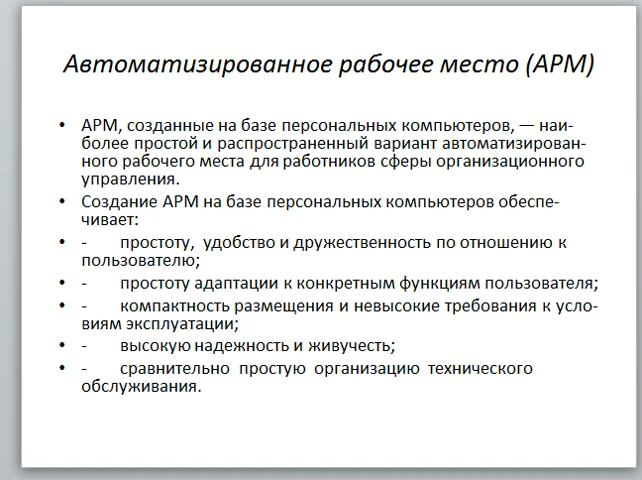 Автоматизированное рабочее место (АРМ)
• АРМ, созданные на базе персональных компьютеров, — наи-
более простой и распространенный вариант автоматизирован-
ного рабочего места для работников сферы организационного
управления.
• Создание АРМ на базе персональных компьютеров обеспе-
чивает:
• - простоту, удобство и дружественность по отношению к
пользователю;
• - простоту адаптации к конкретным функциям пользователя;
• - компактность размещения и невысокие требования к усло-
виям эксплуатации;
• - высокую надежность и живучесть;
• - сравнительно простую организацию технического
обслуживания.